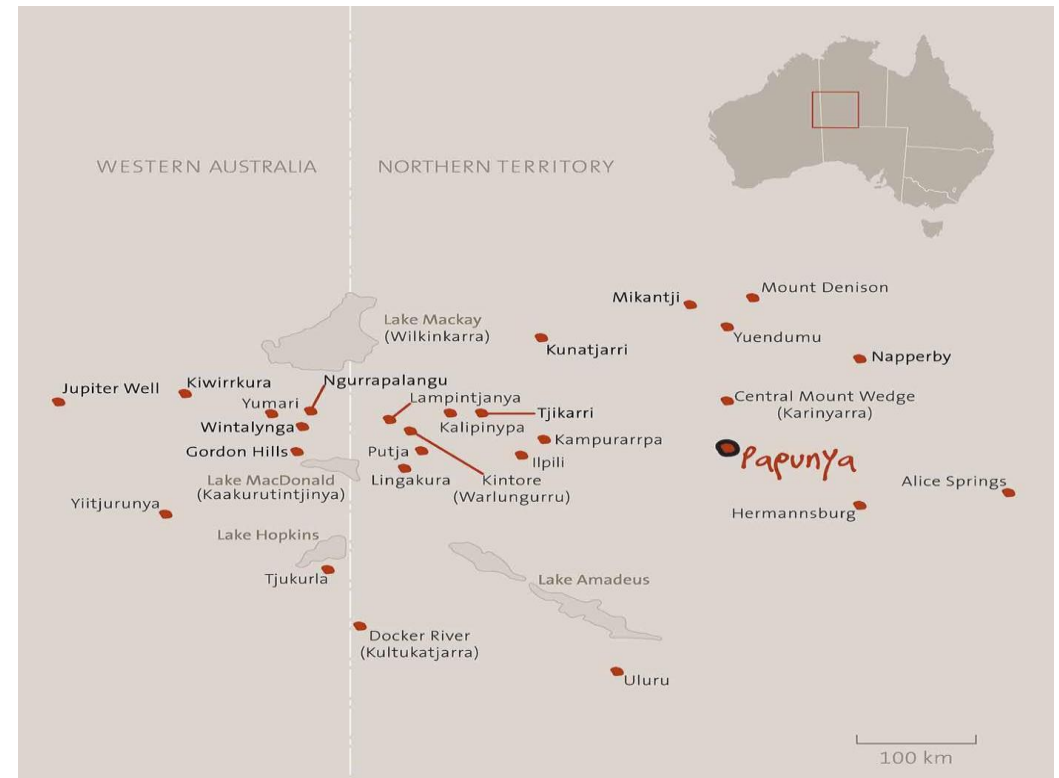 WESTERN AUSTRALIA
NORTHERN TERRITORY
Mount Denison
Mikantji
Lake Mackay
(Wilkinkarra)
Yuendumu
Kunatjarri
Napperby
Ngurrapalangu
Kiwirrkura
Jupiter Well
Lampintjanya
Central Mount Wedge
(Karinyarra)
Yumari
Tjikarri
Wintalynga
Kalipinypa
Kampurarrpa
Gordon Hills
Putja
Papunya
Ilpili
Lake MacDonald
(Kaakurutintjinya)
Lingakura
Kintore
(Warlungurru)
Alice Springs
Yiitjurunya
Hermannsburg
Lake Hopkins
Tjukurla
Lake Amadeus
Docker River
(Kultukatjarra)
Uluru
100 km